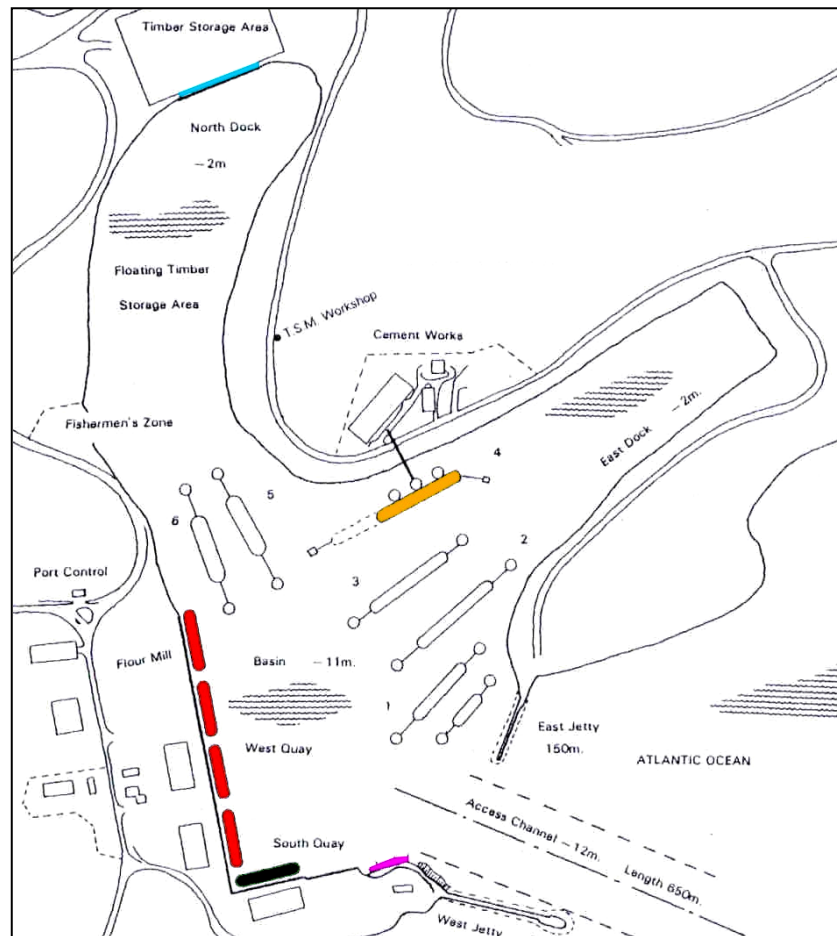 Timber Storage Area
North Dock
— 2m
Floating Timber
Storage Area
T.S.M. Workshop
Cement Works
Fishermen's Zone
4
East Dock — 2m.
5
6
2
3
Port Control
Flour Mill
Basin — 11m.
1
West Quay
East Jetty
150m.
ATLANTIC OCEAN
Access Channel — 12m. Length 650m.
South Quay
West Jetty